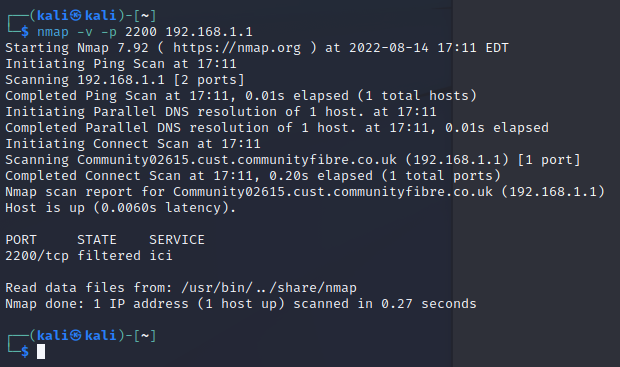 ┌──(kali㉿kali)-[~]
└─$ nmap -v -p 2200 192.168.1.1
Starting Nmap 7.92 ( https://nmap.org ) at 2022-08-14 17:11 EDT
Initiating Ping Scan at 17:11
Scanning 192.168.1.1 [2 ports]
Completed Ping Scan at 17:11, 0.01s elapsed (1 total hosts)
Initiating Parallel DNS resolution of 1 host. at 17:11
Completed Parallel DNS resolution of 1 host. at 17:11, 0.01s elapsed
Initiating Connect Scan at 17:11
Scanning Community02615.cust.communityfibre.co.uk (192.168.1.1) [1 port]
Completed Connect Scan at 17:11, 0.20s elapsed (1 total ports)
Nmap scan report for Community02615.cust.communityfibre.co.uk (192.168.1.1)
Host is up (0.0060s latency).

PORT     STATE    SERVICE
2200/tcp filtered ici

Read data files from: /usr/bin/../share/nmap
Nmap done: 1 IP address (1 host up) scanned in 0.27 seconds

┌──(kali㉿kali)-[~]
└─$